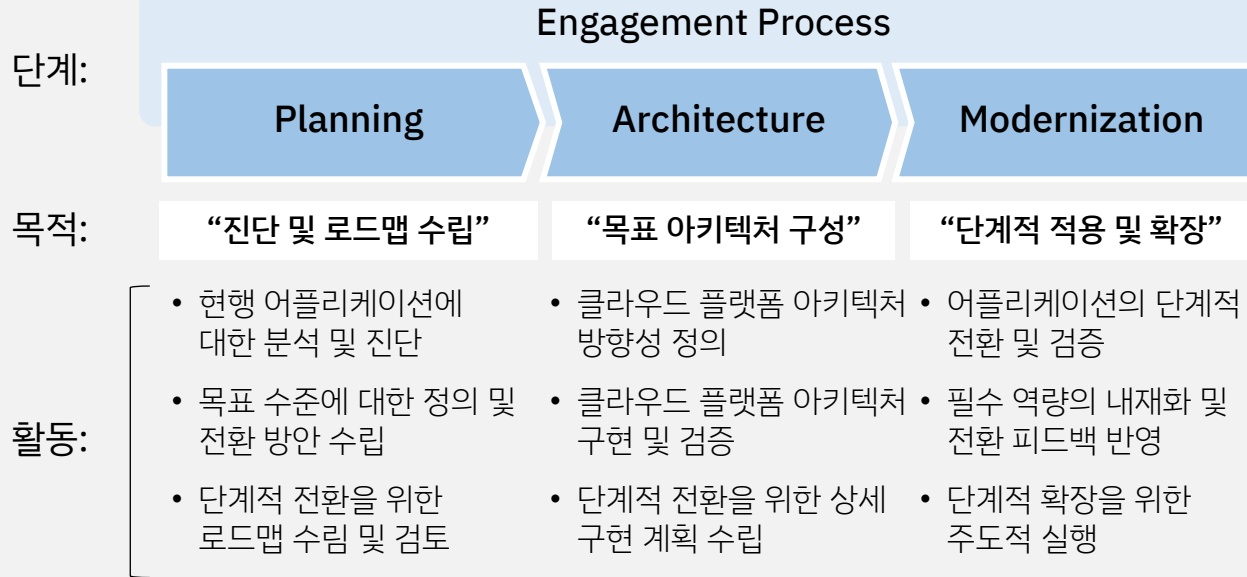 Engagement Process
단계:
Planning
Architecture
Modernization
목적:
“진단 및 로드맵 수립”
“목표 아키텍처 구성”
“단계적 적용 및 확장”
활동:
• 현행 어플리케이션에
대한 분석 및 진단
• 목표 수준에 대한 정의 및
전환 방안 수립
• 단계적 전환을 위한
로드맵 수림 및 검토
• 클라우드 플랫폼 아키텍처
방향성 정의
• 클라우드 플랫폼 아키텍처
구현 및 검증
• 단계적 전환을 위한 상세
구현 계획 수립
• 어플리케이션의 단계적
전환 및 검증
• 필수 역량의 내재화 및
전환 피드백 반영
• 단계적 확장을 위한
주도적 실행